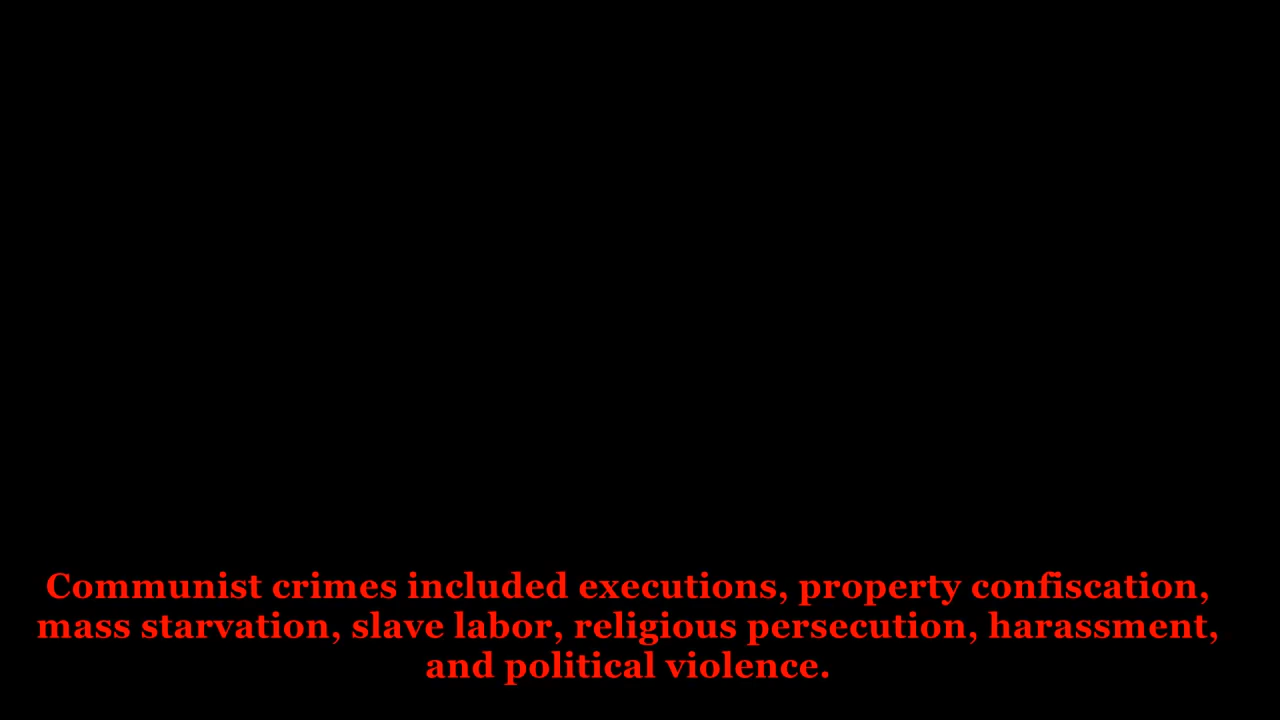 Communist crimes included executions, property confiscation,
mass starvation, slave labor, religious persecution, harassment,
and political violence.